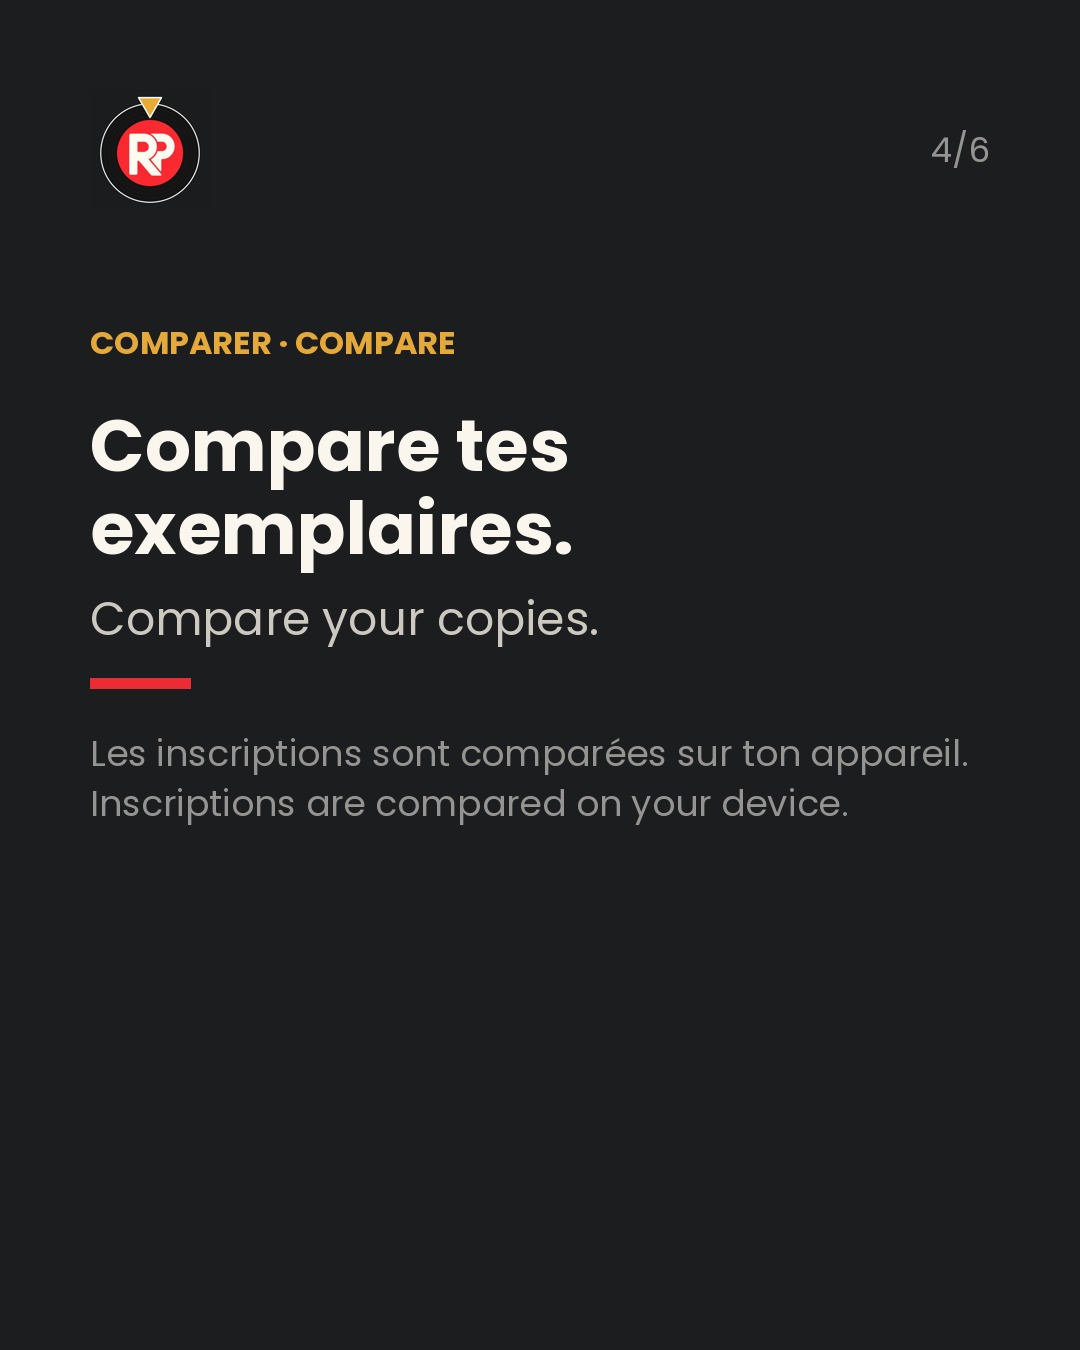 RP
4/6
COMPARER · COMPARE
Compare tes
exemplaires.
Compare your copies.
Les inscriptions sont comparées sur ton appareil.
Inscriptions are compared on your device.